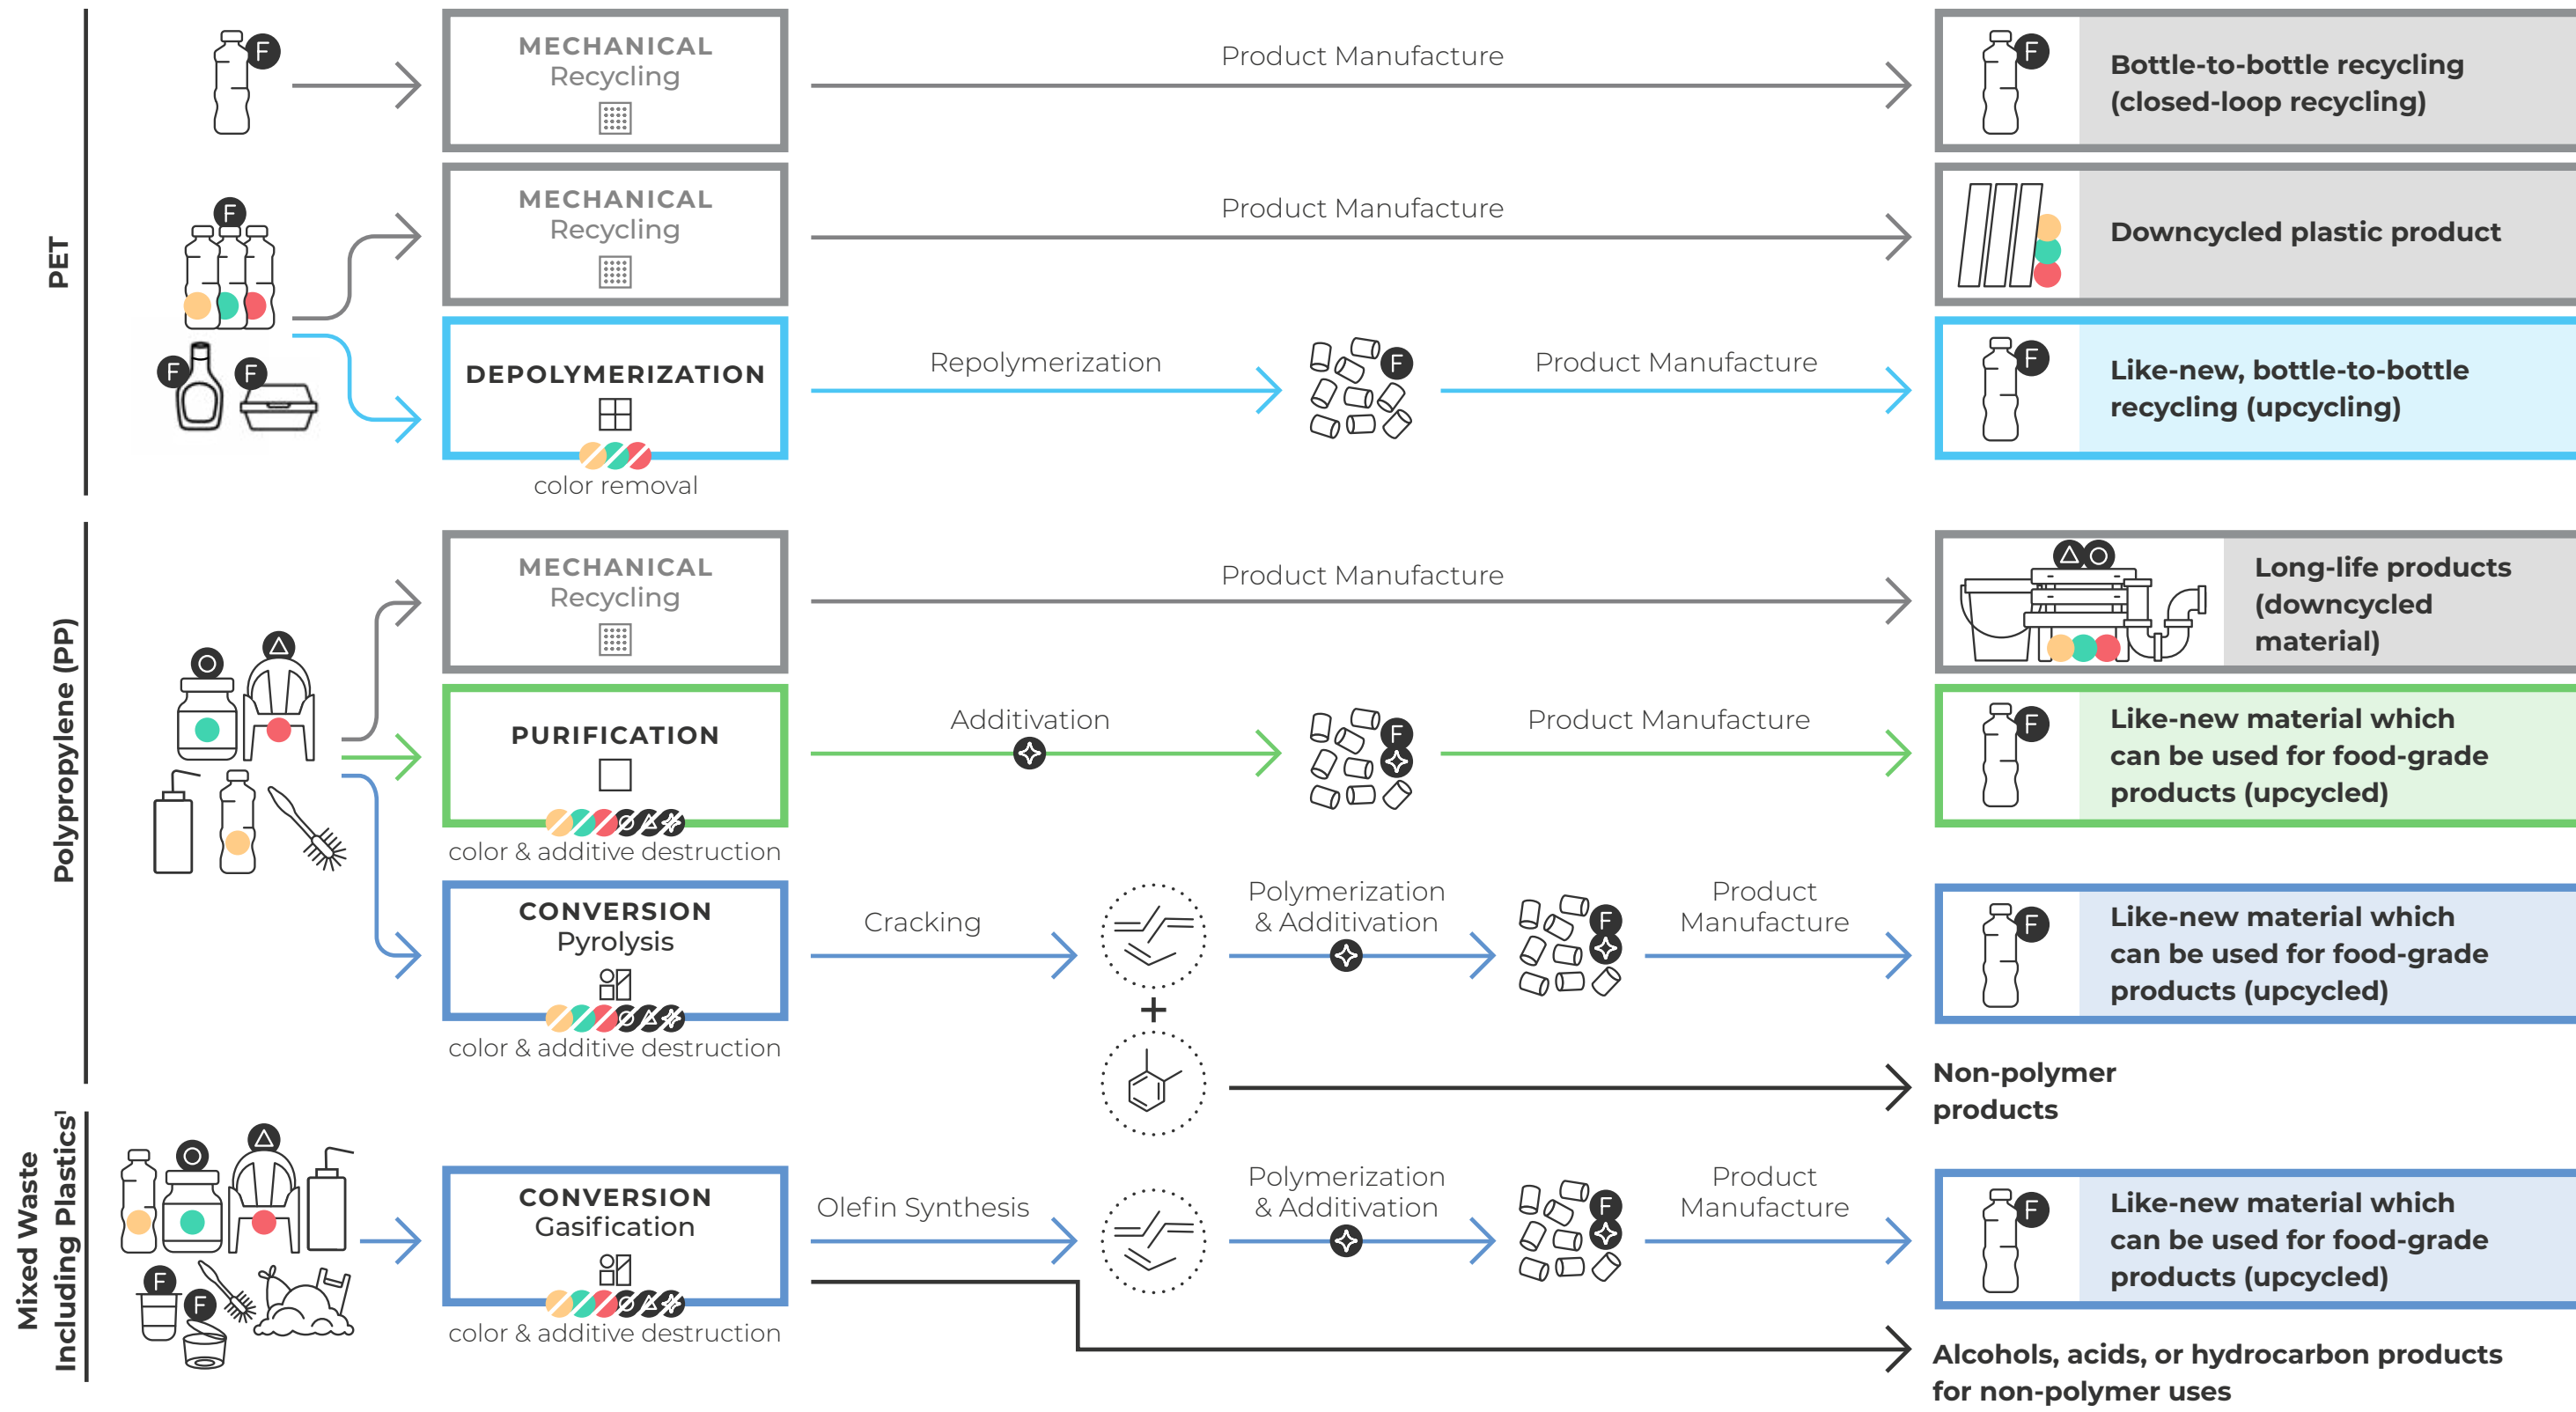 PET
F
MECHANICAL
Recycling
Product Manufacture
F
Bottle-to-bottle recycling
(closed-loop recycling)
F
MECHANICAL
Recycling
Product Manufacture
Downcycled plastic product
F
F
DEPOLYMERIZATION
color removal
Repolymerization
F
Product Manufacture
F
Like-new, bottle-to-bottle
recycling (upcycling)
Polypropylene (PP)
MECHANICAL
Recycling
Product Manufacture
Long-life products
(downcycled
material)
PURIFICATION
color & additive destruction
Additivation
F
Product Manufacture
F
Like-new material which
can be used for food-grade
products (upcycled)
CONVERSION
Pyrolysis
color & additive destruction
Cracking
+
Polymerization
& Additivation
F
Product
Manufacture
F
Like-new material which
can be used for food-grade
products (upcycled)
Non-polymer
products
Mixed Waste
Including Plastics¹
F
F
CONVERSION
Gasification
color & additive destruction
Olefin Synthesis
Polymerization
& Additivation
F
Product
Manufacture
F
Like-new material which
can be used for food-grade
products (upcycled)
Alcohols, acids, or hydrocarbon products
for non-polymer uses